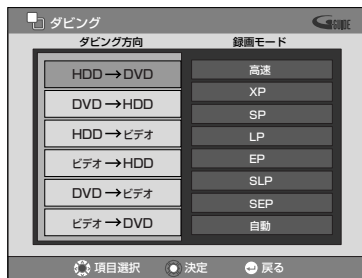 ダビング
G GUIDE
ダビング方向
録画モード
HDD→DVD
DVD→HDD
HDD→ビデオ
ビデオ→HDD
DVD→ビデオ
ビデオ→DVD
高速
XP
SP
LP
EP
SLP
SEP
自動
項目選択 決定 戻る